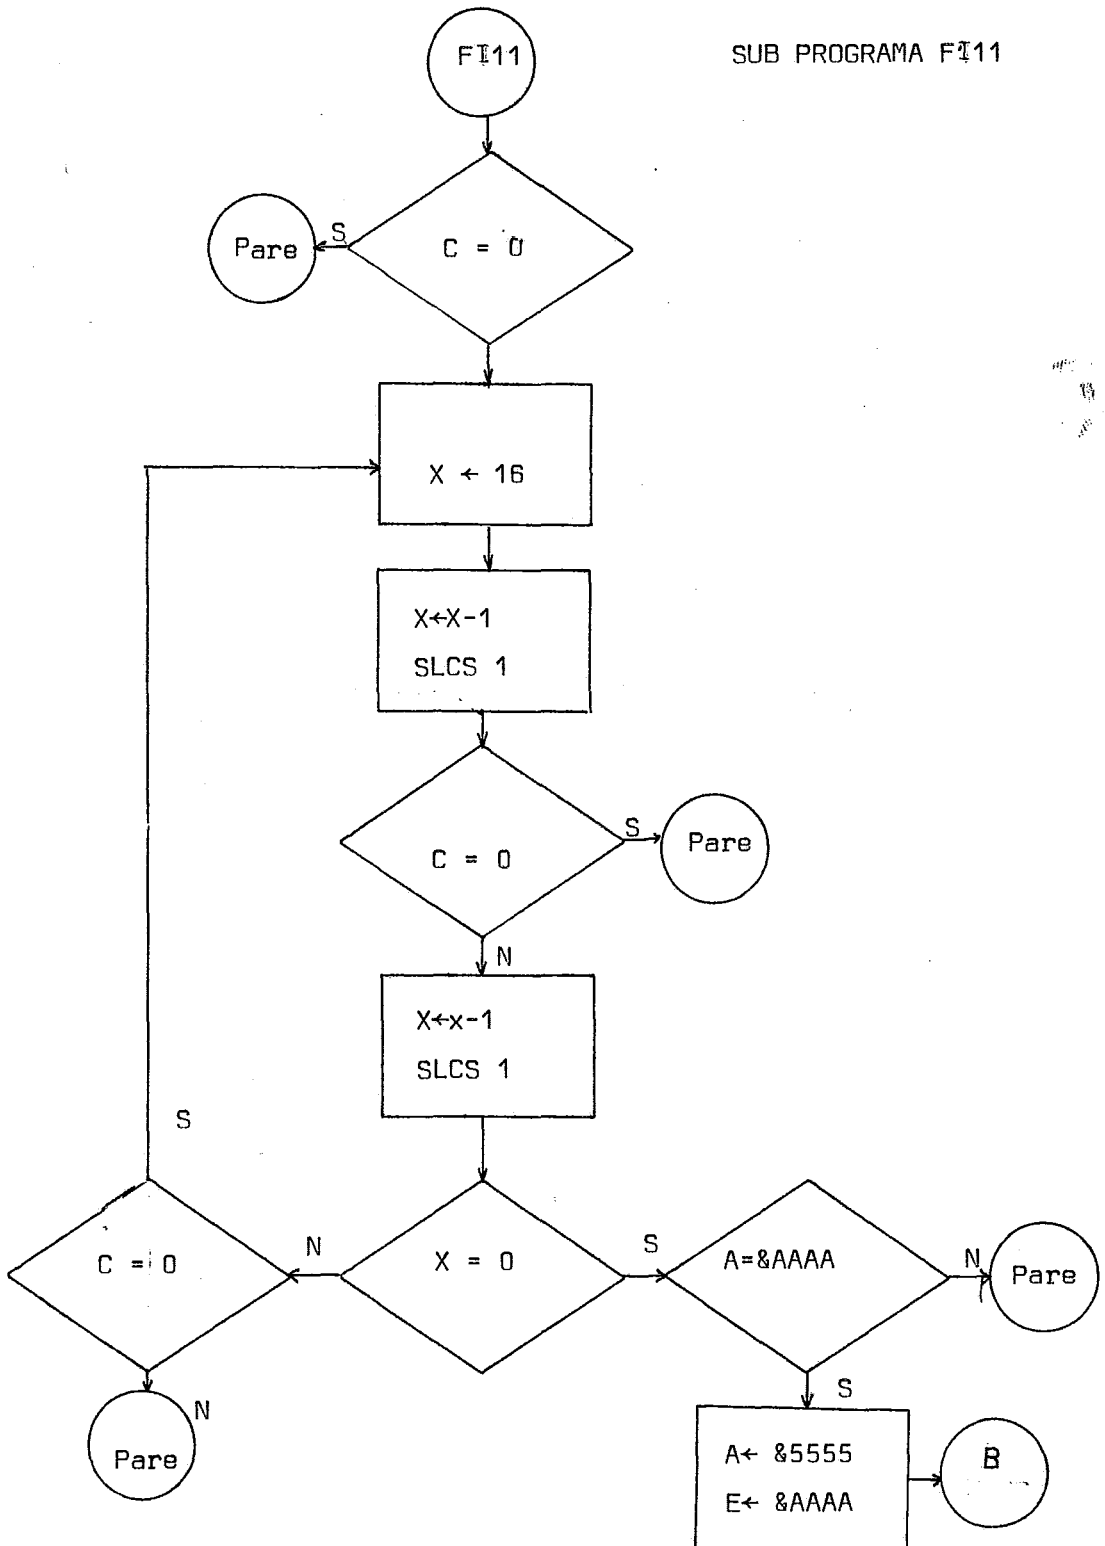 FI11
SUB PROGRAMA FI11
S
Pare
C = 0
X ← 16
X←X-1
SLCS 1
S
Pare
C = 0
N
X←x-1
SLCS 1
S
C = 0
N
X = 0
S
A=&AAAA
N
Pare
N
Pare
S
A← &5555
E← &AAAA
B